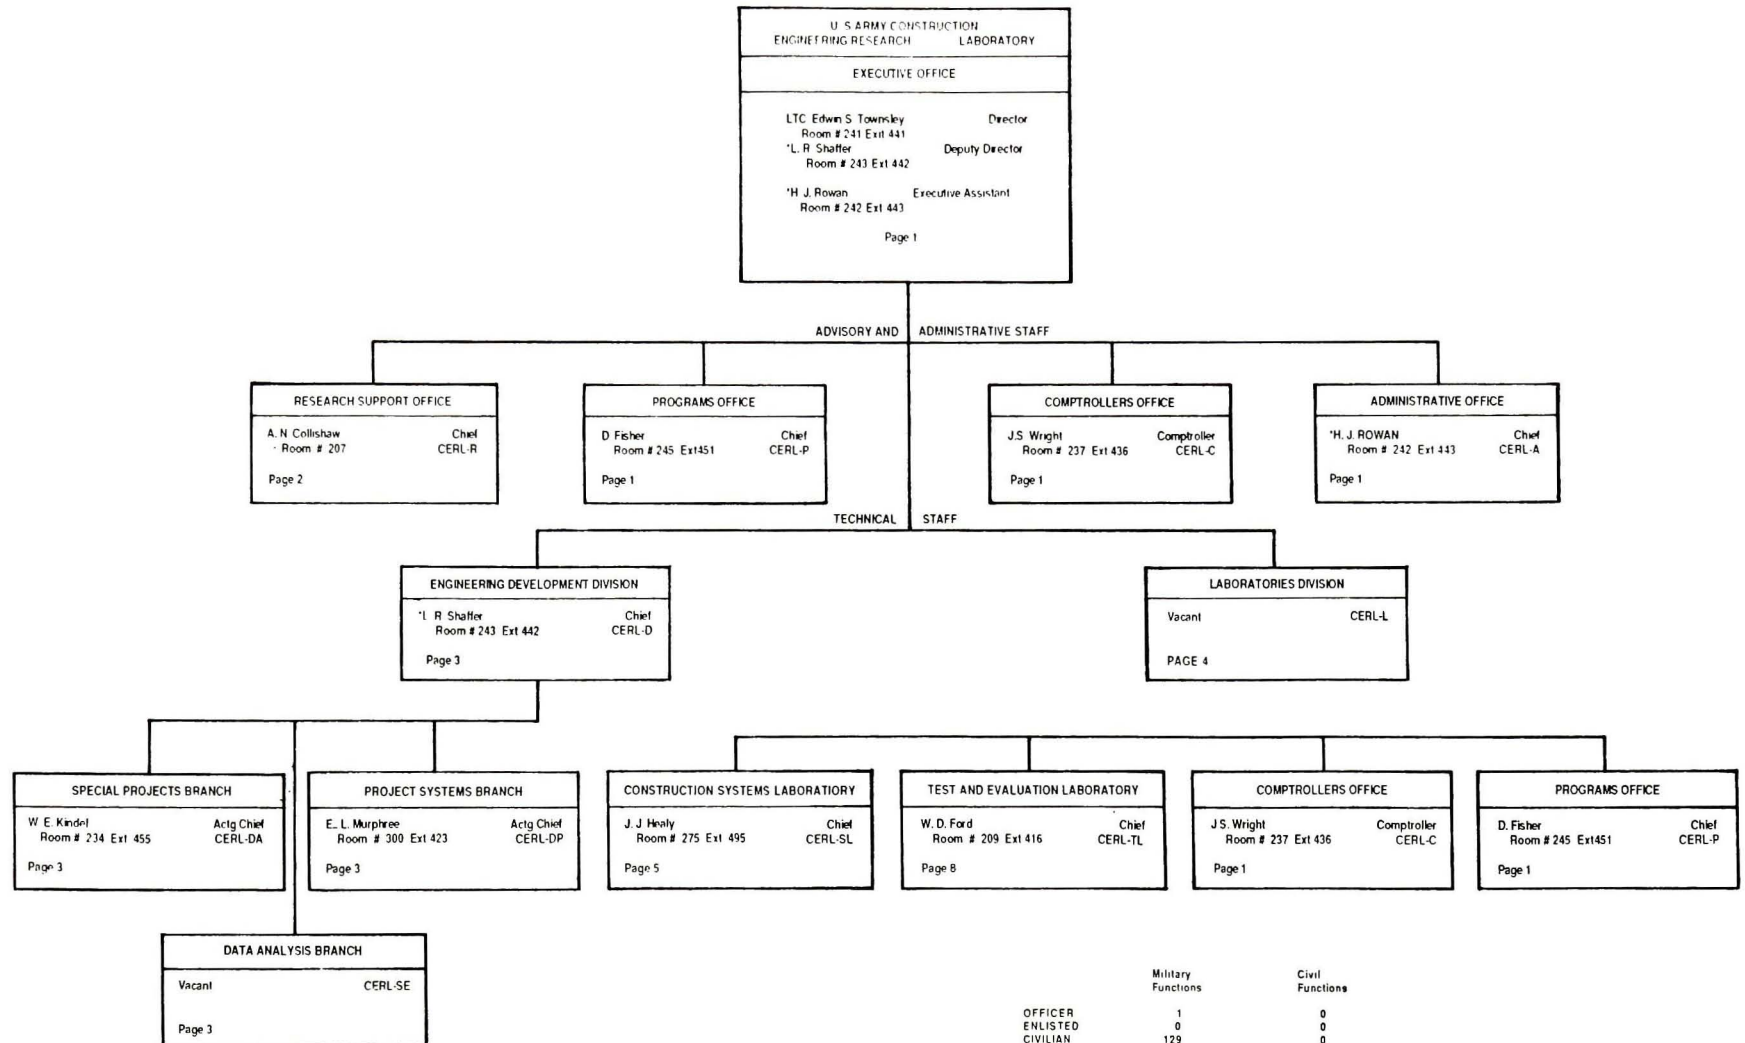 U. S ARMY CONSTRUCTION
ENGINEERING RESEARCH LABORATORY
EXECUTIVE OFFICE
LTC Edwin S Townsley Director
Room # 241 Exit 441
*L. R Shaffer Deputy Director
Room # 243 Ext 442
*H J. Rowan Executive Assistant
Room # 242 Ext 443
Page 1
ADVISORY AND ADMINISTRATIVE STAFF
RESEARCH SUPPORT OFFICE
A. N Collishaw Chief
Room # 207 CERL-R
Page 2
PROGRAMS OFFICE
D Fisher Chief
Room # 245 Ext451 CERL-P
Page 1
COMPTROLLERS OFFICE
J.S Wright Comptroller
Room # 237 Ext 436 CERL-C
Page 1
ADMINISTRATIVE OFFICE
*H. J. ROWAN Chief
Room # 242 Ext 443 CERL-A
Page 1
TECHNICAL STAFF
ENGINEERING DEVELOPMENT DIVISION
*L R Shaffer Chief
Room # 243 Ext 442 CERL-D
Page 3
LABORATORIES DIVISION
Vacant CERL-L
PAGE 4
SPECIAL PROJECTS BRANCH
W. E. Kindel Actg Chief
Room # 234 Ext 455 CERL-DA
Page 3
PROJECT SYSTEMS BRANCH
E. L. Murphree Actg Chief
Room # 300 Ext 423 CERL-DP
Page 3
CONSTRUCTION SYSTEMS LABORATIORY
J. J Healy Chief
Room # 275 Ext 495 CERL-SL
Page 5
TEST AND EVALUATION LABORATORY
W. D. Ford Chief
Room # 209 Ext 416 CERL-TL
Page 8
COMPTROLLERS OFFICE
J S. Wright Comptroller
Room # 237 Ext 436 CERL-C
Page 1
PROGRAMS OFFICE
D. Fisher Chief
Room # 245 Ext451 CERL-P
Page 1
DATA ANALYSIS BRANCH
Vacant CERL-SE
Page 3
Military Civil
Functions Functions
OFFICER 1 0
ENLISTED 0 0
CIVILIAN 129 0